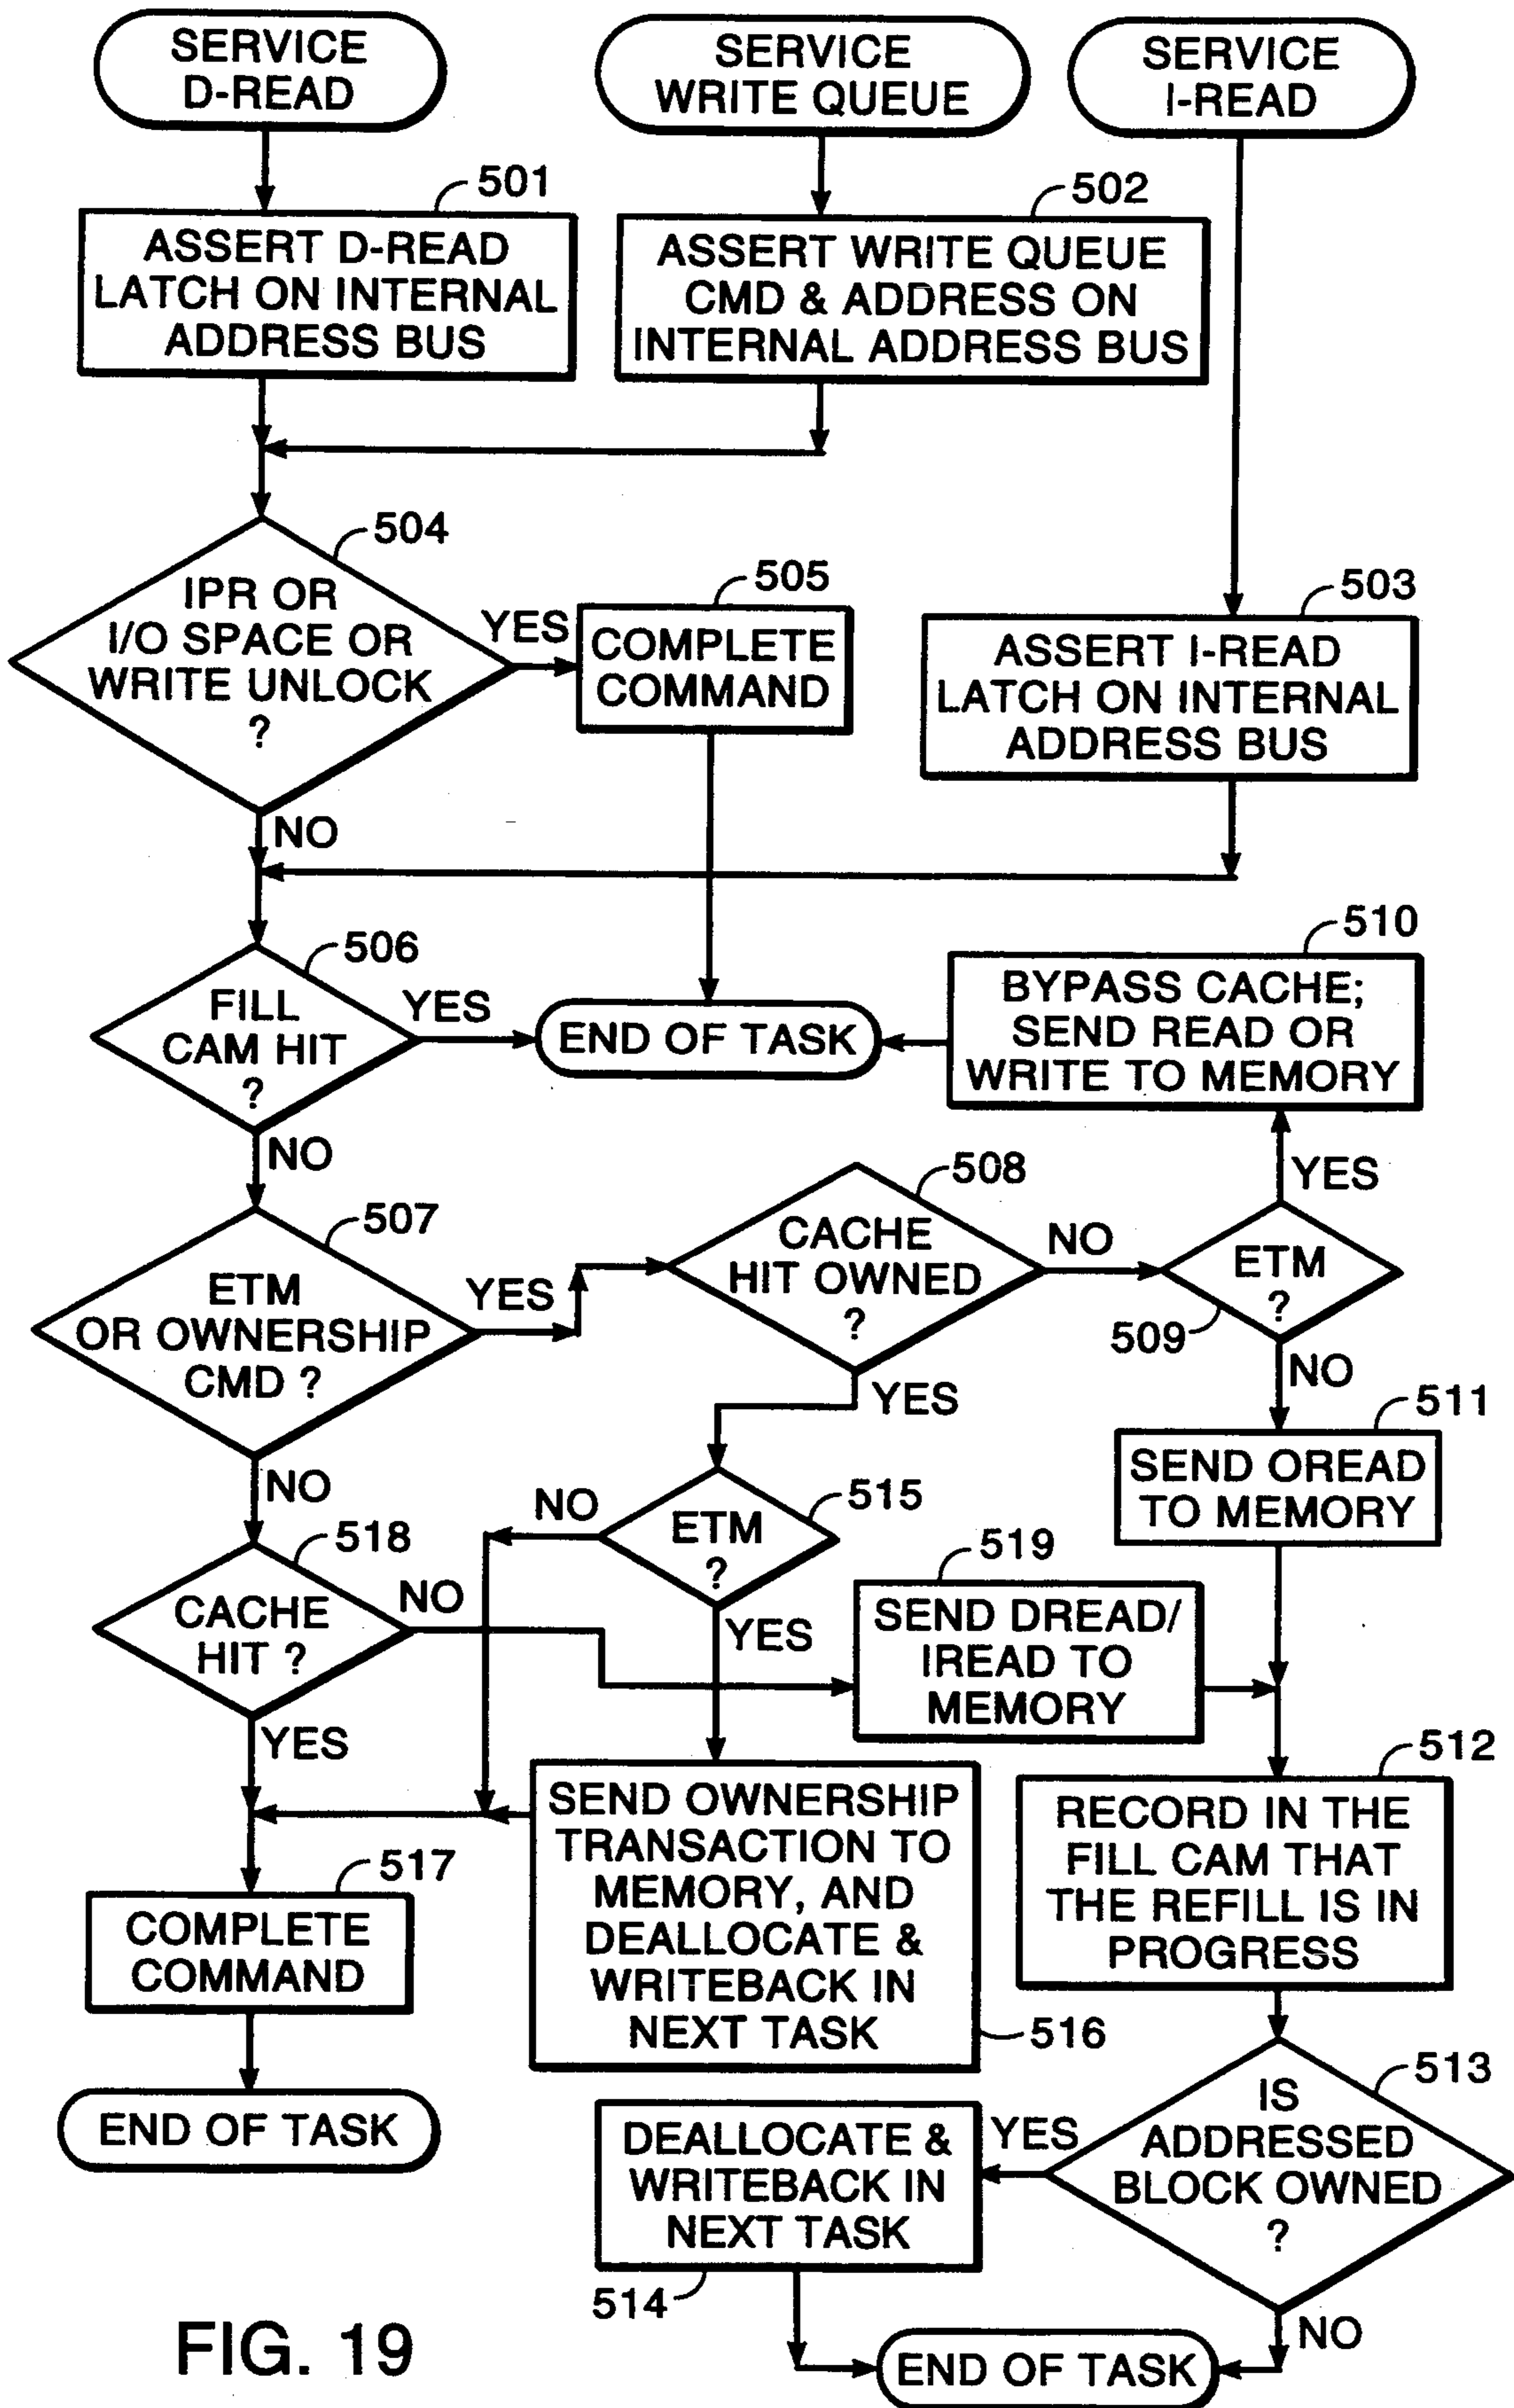 SERVICE
D-READ
SERVICE
WRITE QUEUE
SERVICE
I-READ
501
ASSERT D-READ
LATCH ON INTERNAL
ADDRESS BUS
502
ASSERT WRITE QUEUE
CMD & ADDRESS ON
INTERNAL ADDRESS BUS
504
IPR OR
I/O SPACE OR
WRITE UNLOCK
?
YES
505
COMPLETE
COMMAND
503
ASSERT I-READ
LATCH ON INTERNAL
ADDRESS BUS
NO
506
FILL
CAM HIT
?
YES
END OF TASK
510
BYPASS CACHE;
SEND READ OR
WRITE TO MEMORY
NO
YES
507
ETM
OR OWNERSHIP
CMD ?
YES
508
CACHE
HIT OWNED
?
NO
ETM
?
509
NO
YES
NO
511
SEND OREAD
TO MEMORY
518
CACHE
HIT ?
NO
NO
ETM
?
515
YES
519
SEND DREAD/
IREAD TO
MEMORY
YES
517
COMPLETE
COMMAND
SEND OWNERSHIP
TRANSACTION TO
MEMORY, AND
DEALLOCATE &
WRITEBACK IN
NEXT TASK
516
512
RECORD IN THE
FILL CAM THAT
THE REFILL IS IN
PROGRESS
END OF TASK
513
IS
ADDRESSED
BLOCK OWNED
?
YES
DEALLOCATE &
WRITEBACK IN
NEXT TASK
514
NO
END OF TASK
FIG. 19